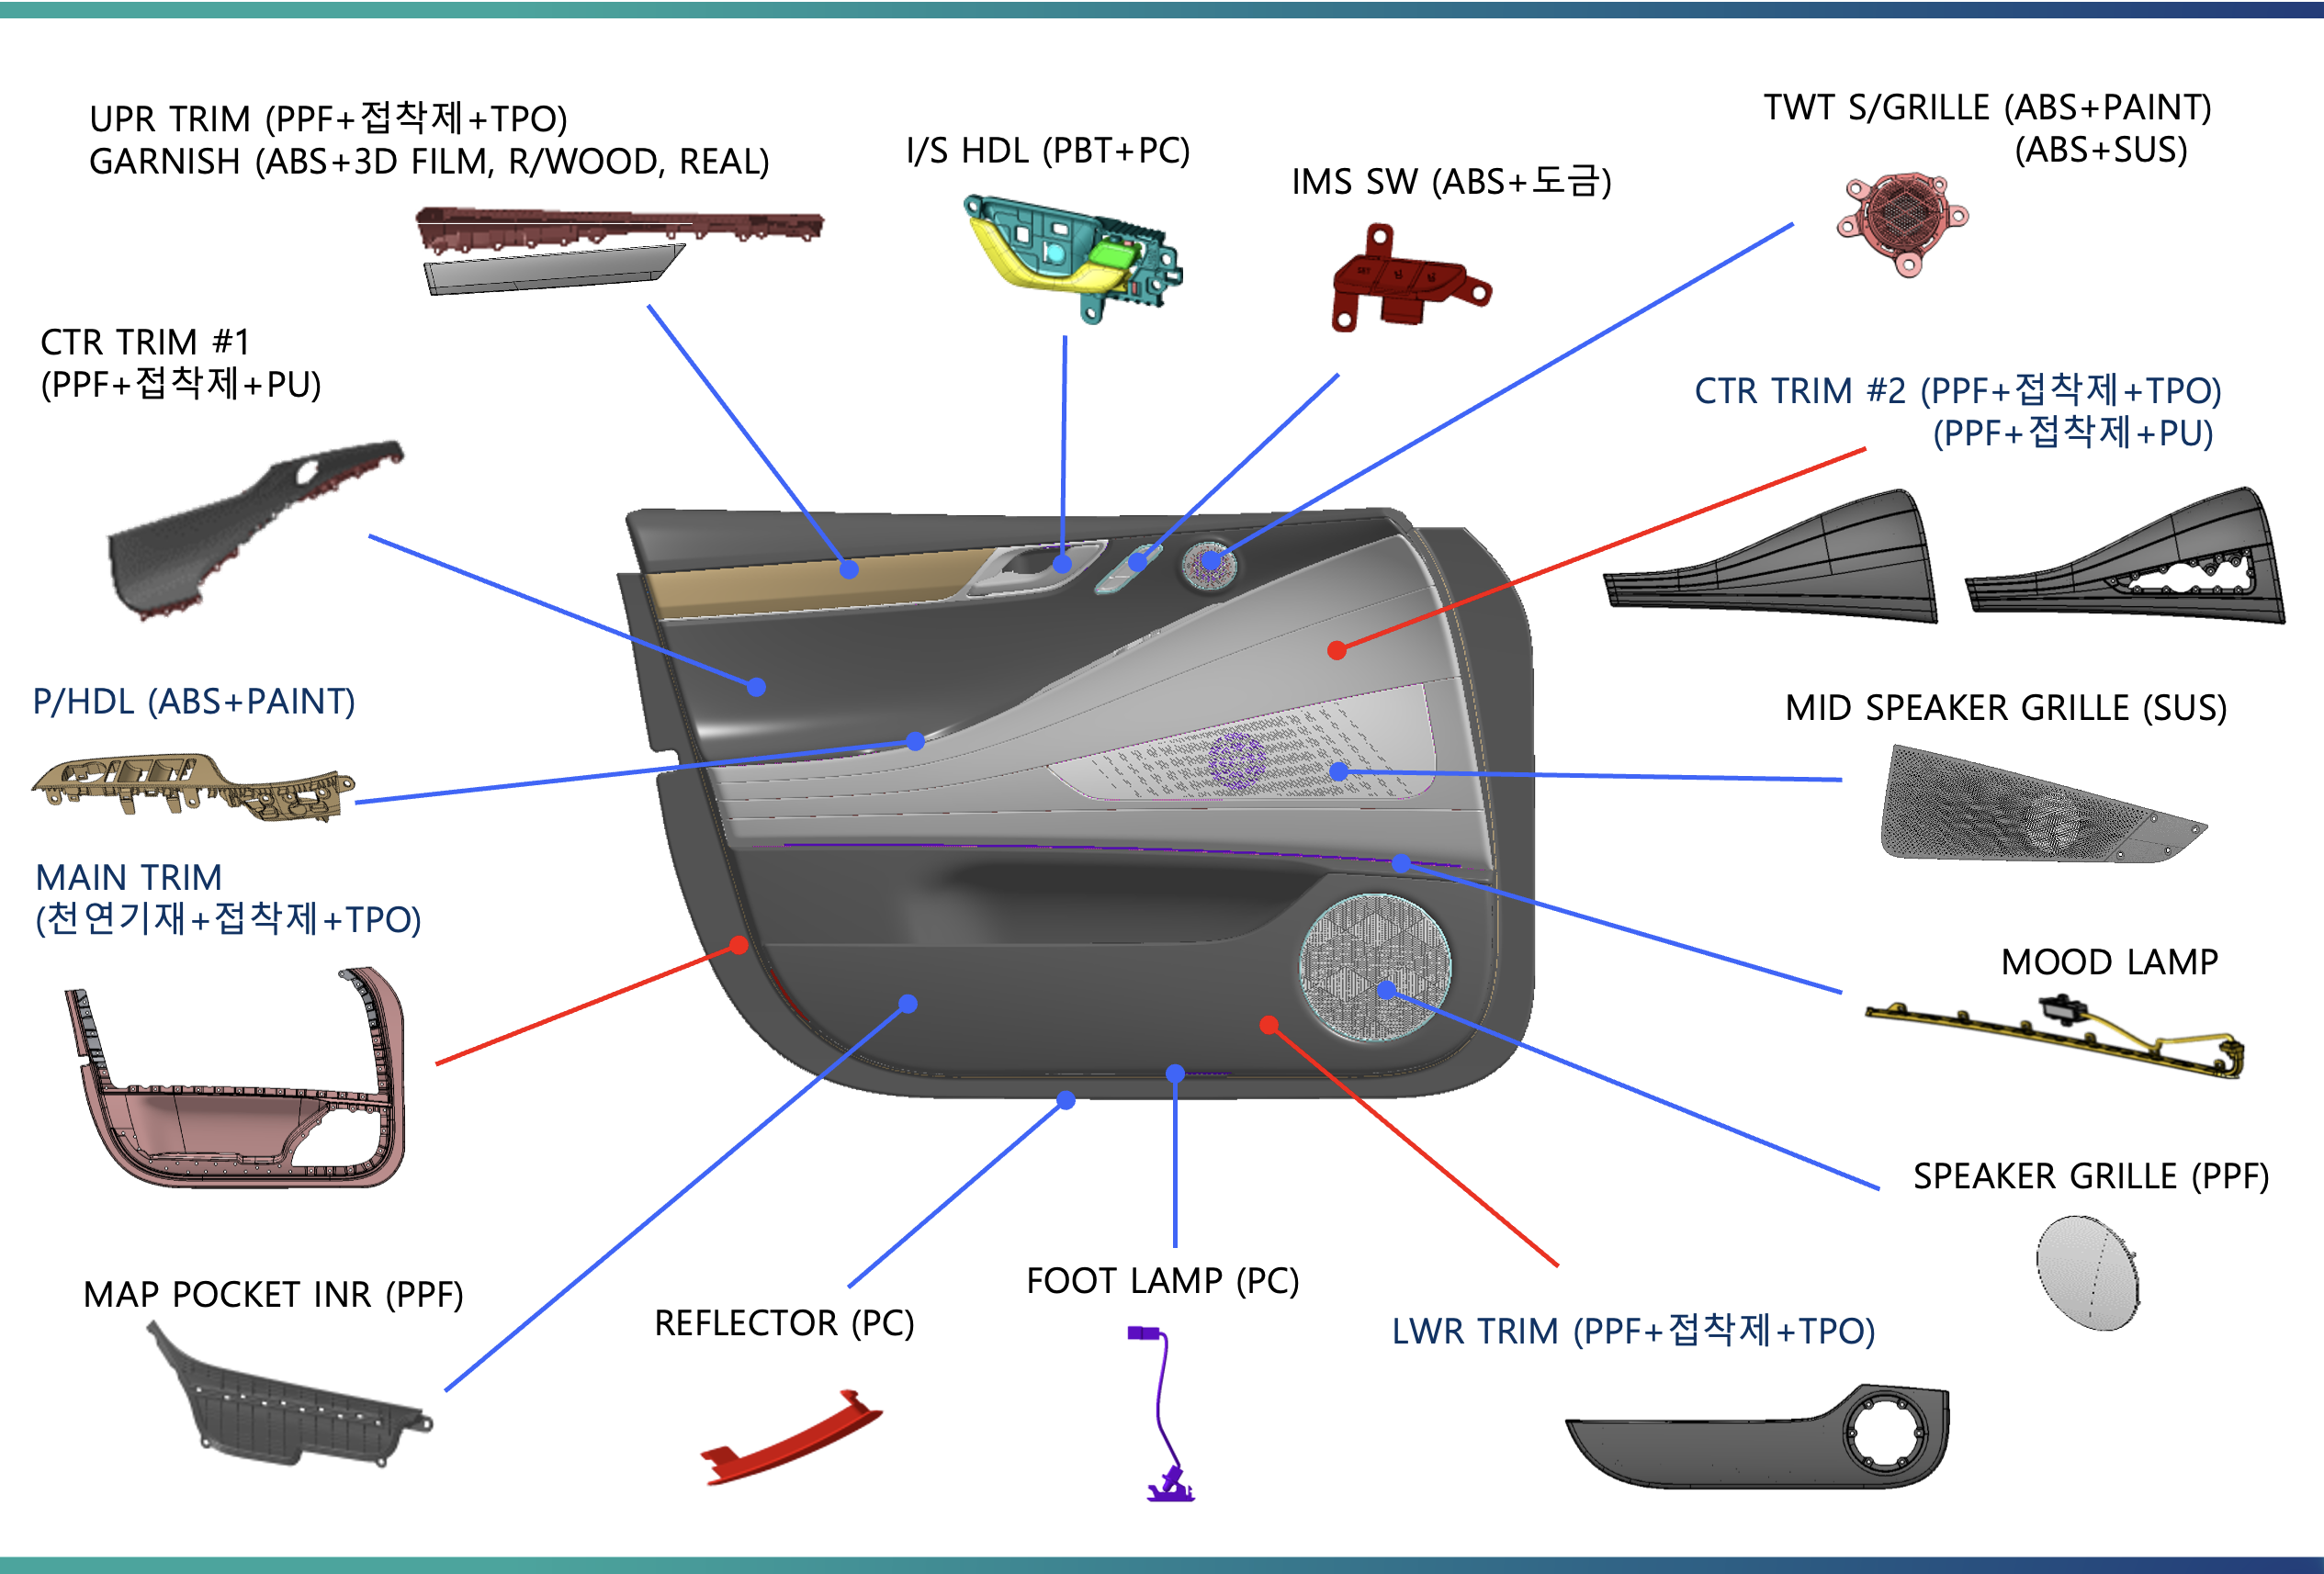 UPR TRIM (PPF+접착제+TPO)
GARNISH (ABS+3D FILM, R/WOOD, REAL)
I/S HDL (PBT+PC)
IMS SW (ABS+도금)
TWT S/GRILLE (ABS+PAINT)
(ABS+SUS)
CTR TRIM #1
(PPF+접착제+PU)
CTR TRIM #2 (PPF+접착제+TPO)
(PPF+접착제+PU)
P/HDL (ABS+PAINT)
MID SPEAKER GRILLE (SUS)
MAIN TRIM
(천연기재+접착제+TPO)
MOOD LAMP
SPEAKER GRILLE (PPF)
MAP POCKET INR (PPF)
REFLECTOR (PC)
FOOT LAMP (PC)
LWR TRIM (PPF+접착제+TPO)